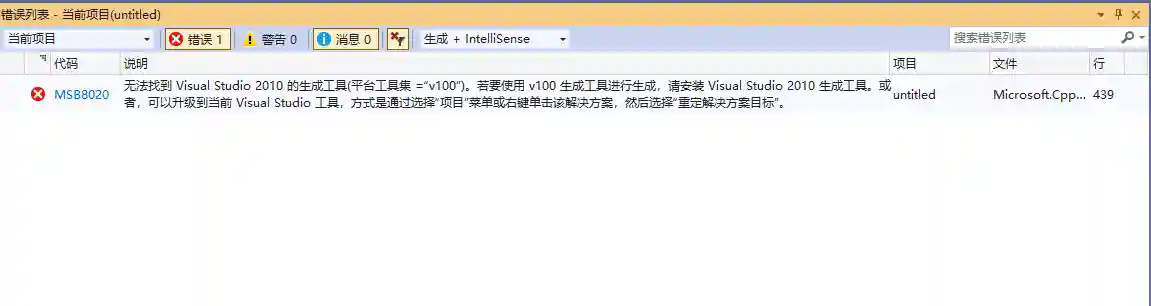 错误列表 - 当前项目(untitled)
当前项目 错误 1 警告 0 消息 0 生成 + IntelliSense 搜索错误列表
代码 说明 项目 文件 行
MSB8020 无法找到 Visual Studio 2010 的生成工具(平台工具集 =“v100”)。若要使用 v100 生成工具进行生成，请安装 Visual Studio 2010 生成工具。或 untitled Microsoft.Cpp... 439
者，可以升级到当前 Visual Studio 工具，方式是通过选择“项目”菜单或右键单击该解决方案，然后选择“重定解决方案目标”。